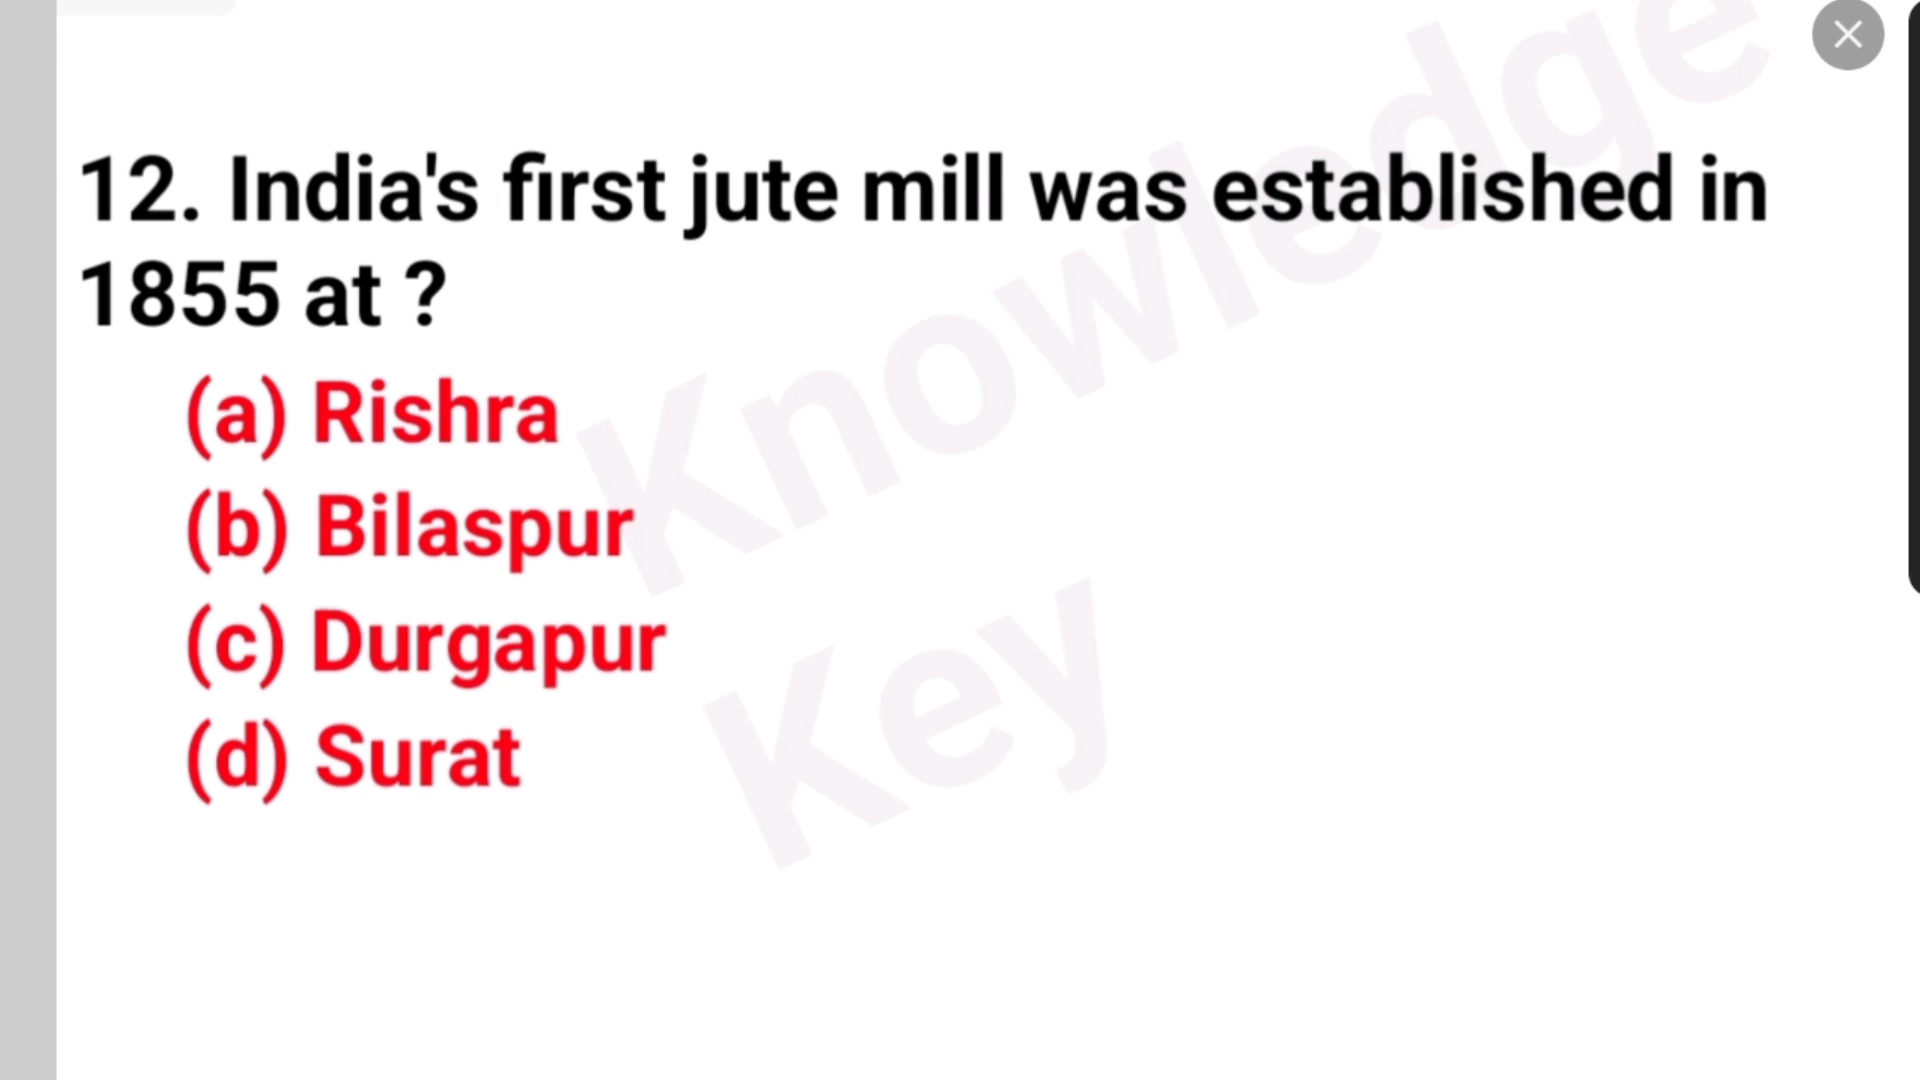 12. India's first jute mill was established in
1855 at ?
(a) Rishra
(b) Bilaspur
(c) Durgapur
(d) Surat
Knowledge
Key